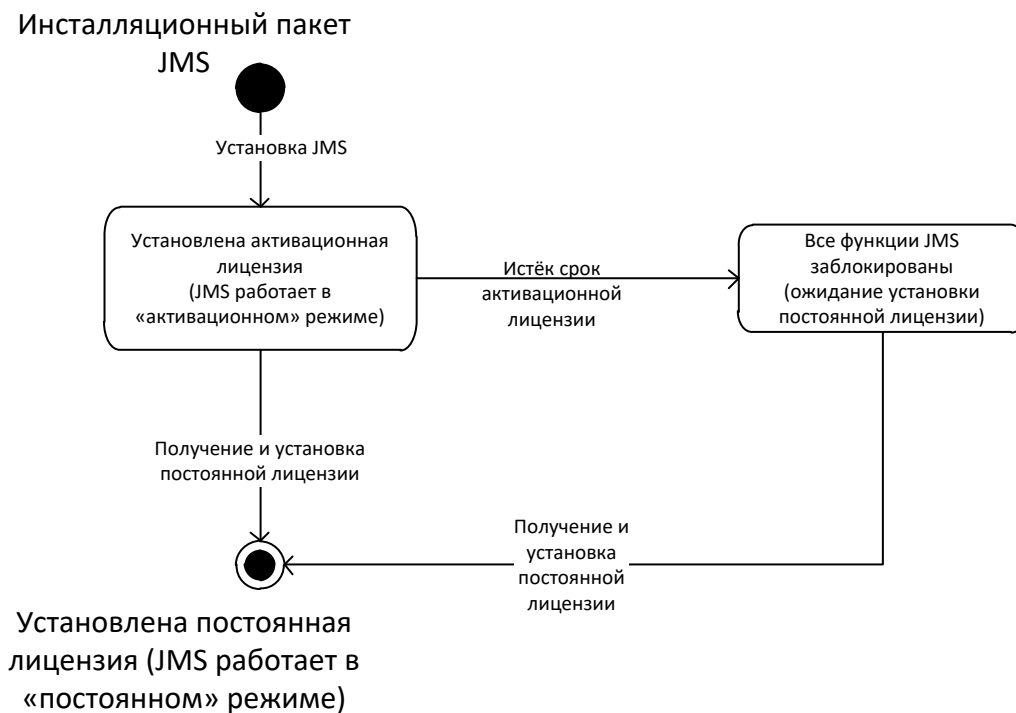 Инсталляционный пакет
JMS
Установка JMS
Установлена активационная
лицензия
(JMS работает в
«активационном» режиме)
Истёк срок
активационной
лицензии
Все функции JMS
заблокированы
(ожидание установки
постоянной лицензии)
Получение и установка
постоянной лицензии
Получение и
установка
постоянной
лицензии
Установлена постоянная
лицензия (JMS работает в
«постоянном» режиме)